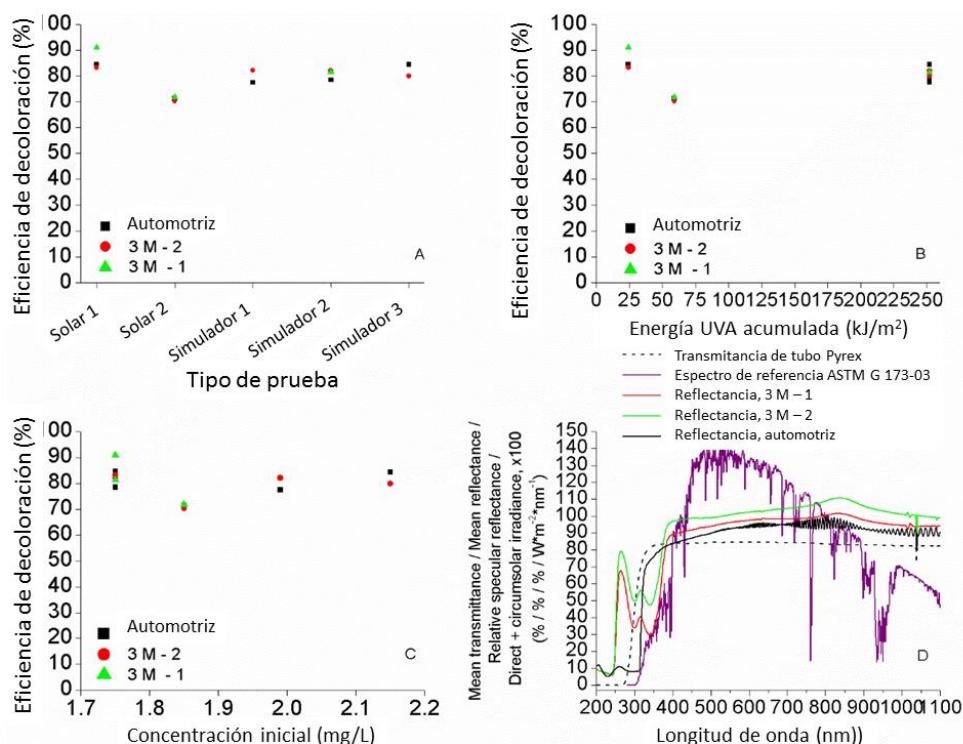 Eficiencia de decoloración (%)
00
90
80
70
60
50
40
30
20
10
0
Automotriz
3 M - 2
3 M - 1
A
Solar 1
Solar 2
Simulador 1
Simulador 2
Simulador 3
Tipo de prueba
Eficiencia de decoloración (%)
00
90
80
70
60
50
40
30
20
10
0
Automotriz
3 M - 2
3 M - 1
B
0 25 50 75 100 125 150 175 200 225 250
Energía UVA acumulada (kJ/m²)
Eficiencia de decoloración (%)
00
90
80
70
60
50
40
30
20
10
0
Automotriz
3 M - 2
3 M - 1
C
1.7 1.8 1.9 2.0 2.1 2.2
Concentración inicial (mg/L)
Transmitancia de tubo Pyrex
Espectro de referencia ASTM G 173-03
Reflectancia, 3 M – 1
Reflectancia, 3 M – 2
Reflectancia, automotriz
Mean transmittance / Mean reflectance /
Relative specular reflectance /
Direct + circumsolar irradiance, x100
(% / % / % / W*m⁻²*nm⁻¹)
150
140
130
120
110
100
90
80
70
60
50
40
30
20
10
0
D
200 300 400 500 600 700 800 900 1000 1100
Longitud de onda (nm))